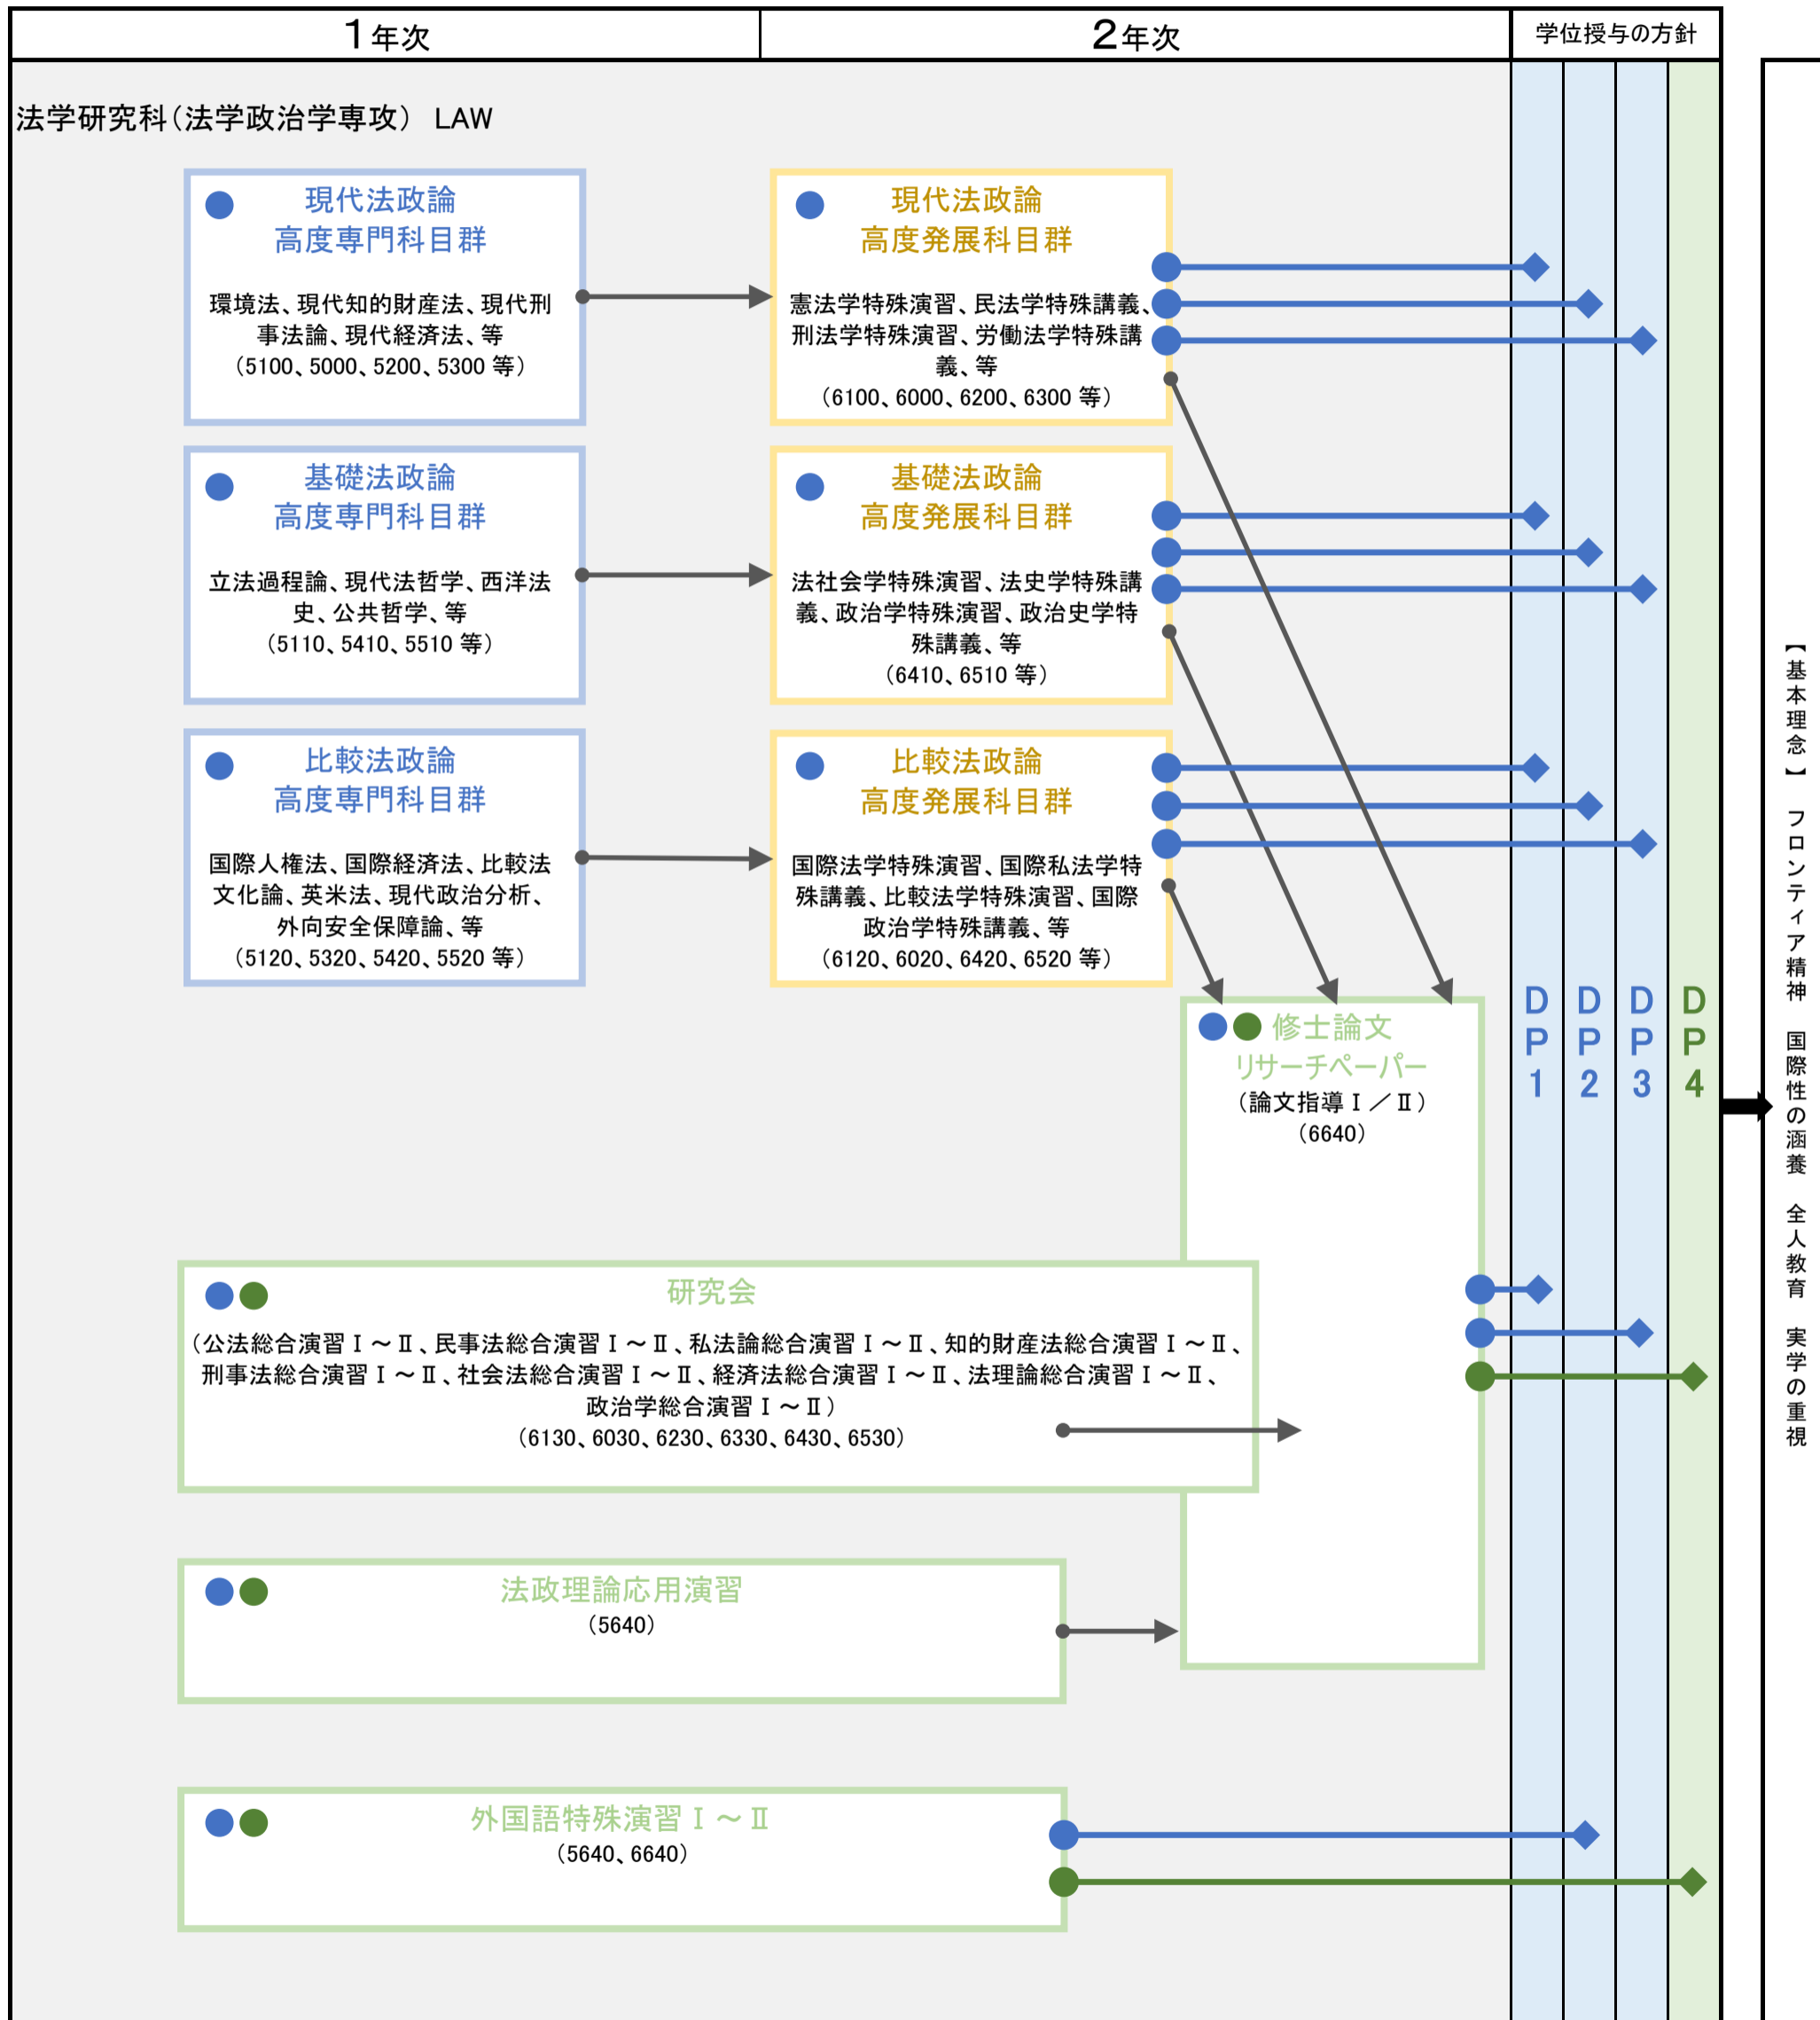 1年次
2年次
学位授与の方針
法学研究科(法学政治学専攻) LAW
現代法政論
高度専門科目群
環境法、現代知的財産法、現代刑
事法論、現代経済法、等
(5100、5000、5200、5300 等)
現代法政論
高度発展科目群
憲法学特殊演習、民法学特殊講義、
刑法学特殊演習、労働法学特殊講
義、等
(6100、6000、6200、6300 等)
基礎法政論
高度専門科目群
立法過程論、現代法哲学、西洋法
史、公共哲学、等
(5110、5410、5510 等)
基礎法政論
高度発展科目群
法社会学特殊演習、法史学特殊講
義、政治学特殊演習、政治史学特
殊講義、等
(6410、6510 等)
比較法政論
高度専門科目群
国際人権法、国際経済法、比較法
文化論、英米法、現代政治分析、
外向安全保障論、等
(5120、5320、5420、5520 等)
比較法政論
高度発展科目群
国際法学特殊演習、国際私法学特
殊講義、比較法学特殊演習、国際
政治学特殊講義、等
(6120、6020、6420、6520 等)
修士論文
リサーチペーパー
(論文指導Ⅰ/Ⅱ)
(6640)
研究会
(公法総合演習Ⅰ~Ⅱ、民事法総合演習Ⅰ~Ⅱ、私法論総合演習Ⅰ~Ⅱ、知的財産法総合演習Ⅰ~Ⅱ、
刑事法総合演習Ⅰ~Ⅱ、社会法総合演習Ⅰ~Ⅱ、経済法総合演習Ⅰ~Ⅱ、法理論総合演習Ⅰ~Ⅱ、
政治学総合演習Ⅰ~Ⅱ)
(6130、6030、6230、6330、6430、6530)
法政理論応用演習
(5640)
外国語特殊演習Ⅰ~Ⅱ
(5640、6640)
DP1
DP2
DP3
DP4
【基本理念】 フロンティア精神 国際性の涵養 全人教育 実学の重視